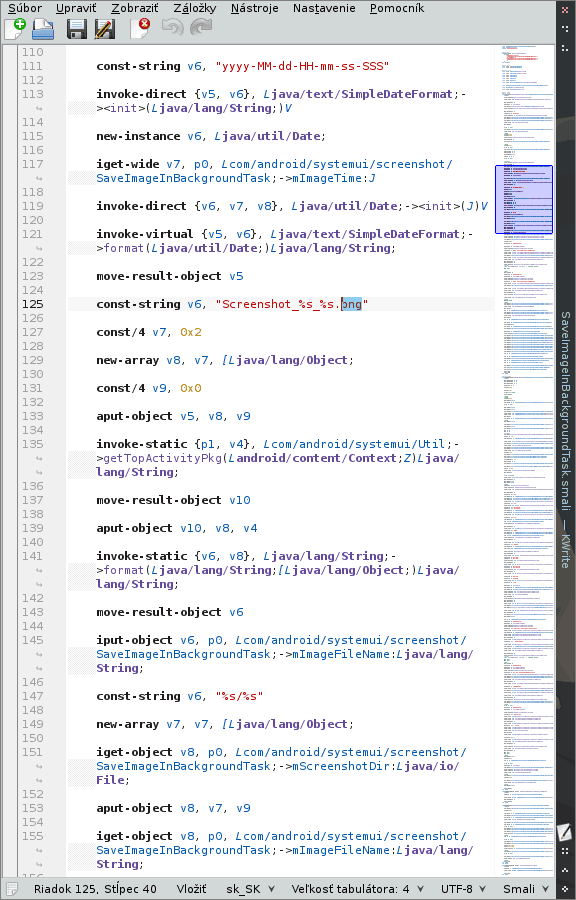 Súbor Upraviť Zobraziť Záložky Nástroje Nastavenie Pomocník
110
111 const-string v6, "yyyy-MM-dd-HH-mm-ss-SSS"
112
113 invoke-direct {v5, v6}, Ljava/text/SimpleDateFormat;-
><init>(Ljava/lang/String;)V
114
115 new-instance v6, Ljava/util/Date;
116
117 iget-wide v7, p0, Lcom/android/systemui/screenshot/
SaveImageInBackgroundTask;->mImageTime:J
118
119 invoke-direct {v6, v7, v8}, Ljava/util/Date;-><init>(J)V
120
121 invoke-virtual {v5, v6}, Ljava/text/SimpleDateFormat;-
>format(Ljava/util/Date;)Ljava/lang/String;
122
123 move-result-object v5
124
125 const-string v6, "Screenshot_%s_%s.png"
126
127 const/4 v7, 0x2
128
129 new-array v8, v7, [Ljava/lang/Object;
130
131 const/4 v9, 0x0
132
133 aput-object v5, v8, v9
134
135 invoke-static {p1, v4}, Lcom/android/systemui/Util;-
>getTopActivityPkg(Landroid/content/Context;Z)Ljava/
lang/String;
136
137 move-result-object v10
138
139 aput-object v10, v8, v4
140
141 invoke-static {v6, v8}, Ljava/lang/String;-
>format(Ljava/lang/String;[Ljava/lang/Object;)Ljava/
lang/String;
142
143 move-result-object v6
144
145 iput-object v6, p0, Lcom/android/systemui/screenshot/
SaveImageInBackgroundTask;->mImageFileName:Ljava/lang/
String;
146
147 const-string v6, "%s/%s"
148
149 new-array v7, v7, [Ljava/lang/Object;
150
151 iget-object v8, p0, Lcom/android/systemui/screenshot/
SaveImageInBackgroundTask;->mScreenshotDir:Ljava/io/
File;
152
153 aput-object v8, v7, v9
154
155 iget-object v8, p0, Lcom/android/systemui/screenshot/
SaveImageInBackgroundTask;->mImageFileName:Ljava/lang/
String;
SaveImageInBackgroundTask.smali — KWrite
Riadok 125, Stĺpec 40 Vložiť sk_SK Veľkosť tabulátora: 4 UTF-8 Smali